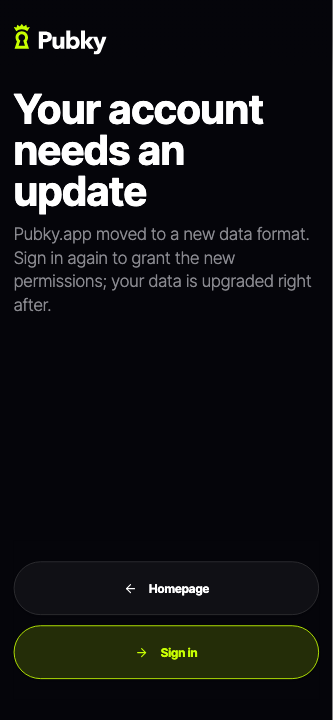 Pubky
Your account
needs an
update
Pubky.app moved to a new data format.
Sign in again to grant the new
permissions; your data is upgraded right
after.
Homepage
Sign in